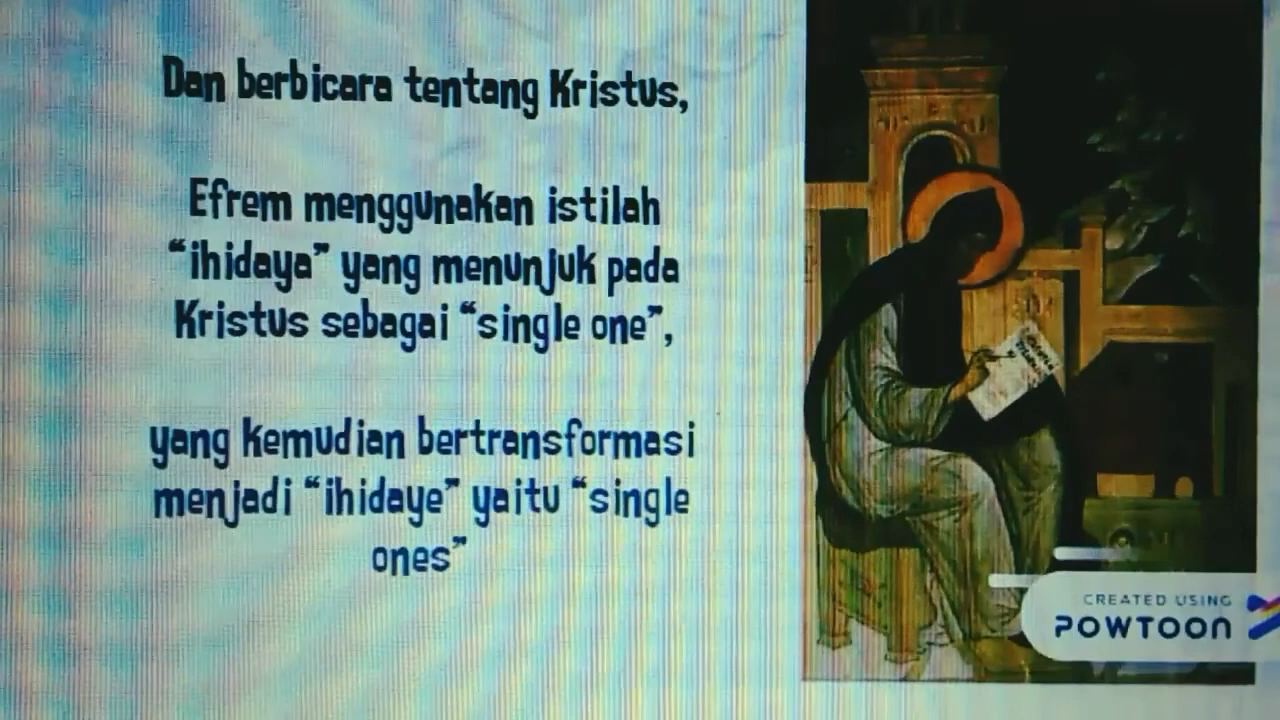 Dan berbicara tentang Kristus,
Efrem menggunakan istilah
“ihidaya” yang menunjuk pada
Kristus sebagai “single one”,
yang kemudian bertransformasi
menjadi “ihidaye” yaitu “single
ones”
CREATED USING
POWTOON